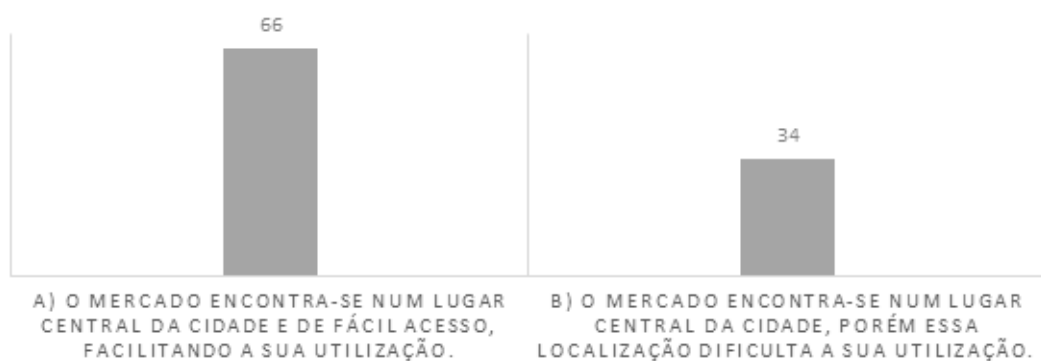 66
34
A) O MERCADO ENCONTRA-SE NUM LUGAR
CENTRAL DA CIDADE E DE FÁCIL ACESSO,
FACILITANDO A SUA UTILIZAÇÃO.
B) O MERCADO ENCONTRA-SE NUM LUGAR
CENTRAL DA CIDADE, PORÉM ESSA
LOCALIZAÇÃO DIFICULTA A SUA UTILIZAÇÃO.